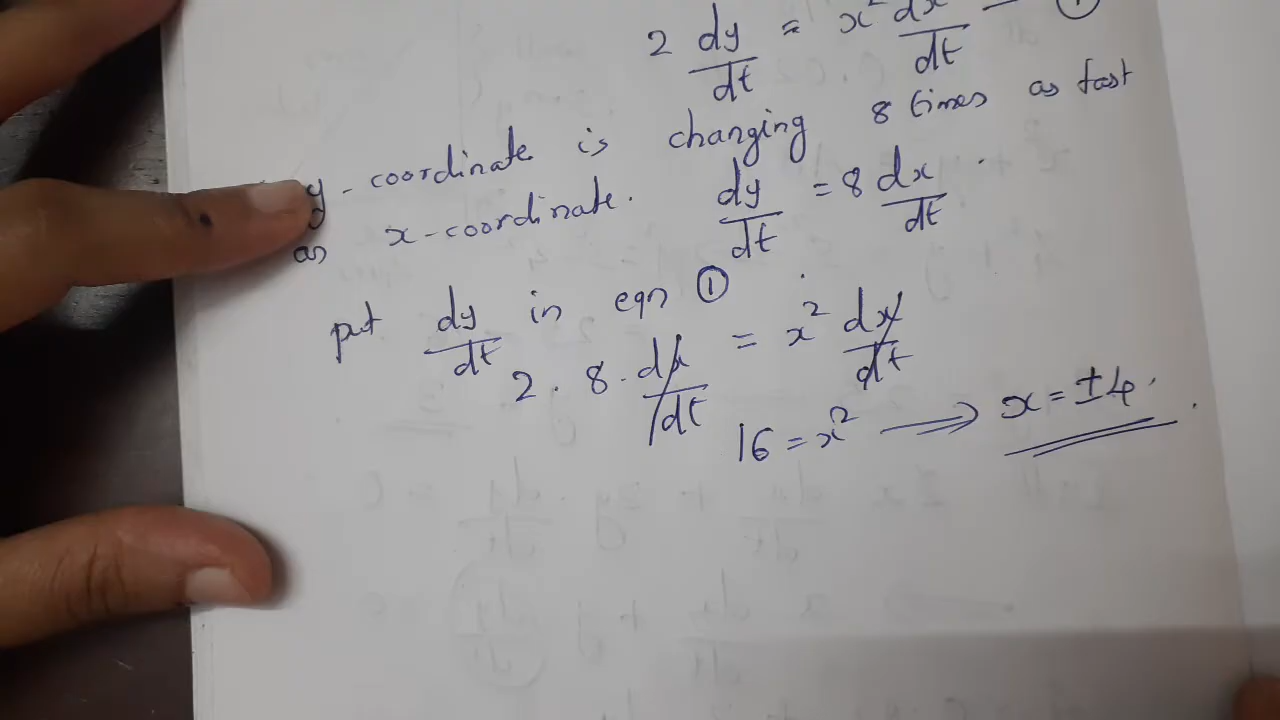 2 dy/dt = x² dx/dt — ①
y - coordinate is changing 8 times as fast
as x-coordinate. dy/dt = 8 dx/dt .
put dy/dt in eqn ①
2 . 8 . dx/dt = x² dx/dt
16 = x² ⟹ x = ±4.